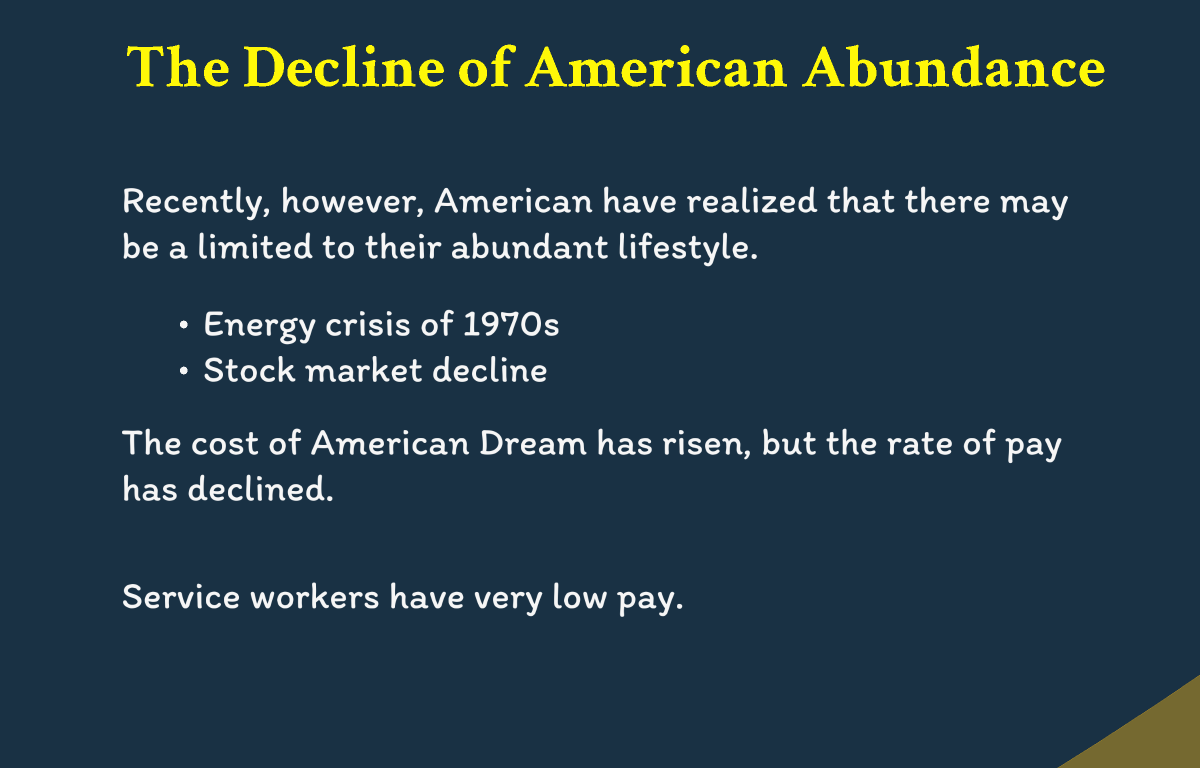 The Decline of American Abundance
Recently, however, American have realized that there may
be a limited to their abundant lifestyle.
• Energy crisis of 1970s
• Stock market decline
The cost of American Dream has risen, but the rate of pay
has declined.
Service workers have very low pay.